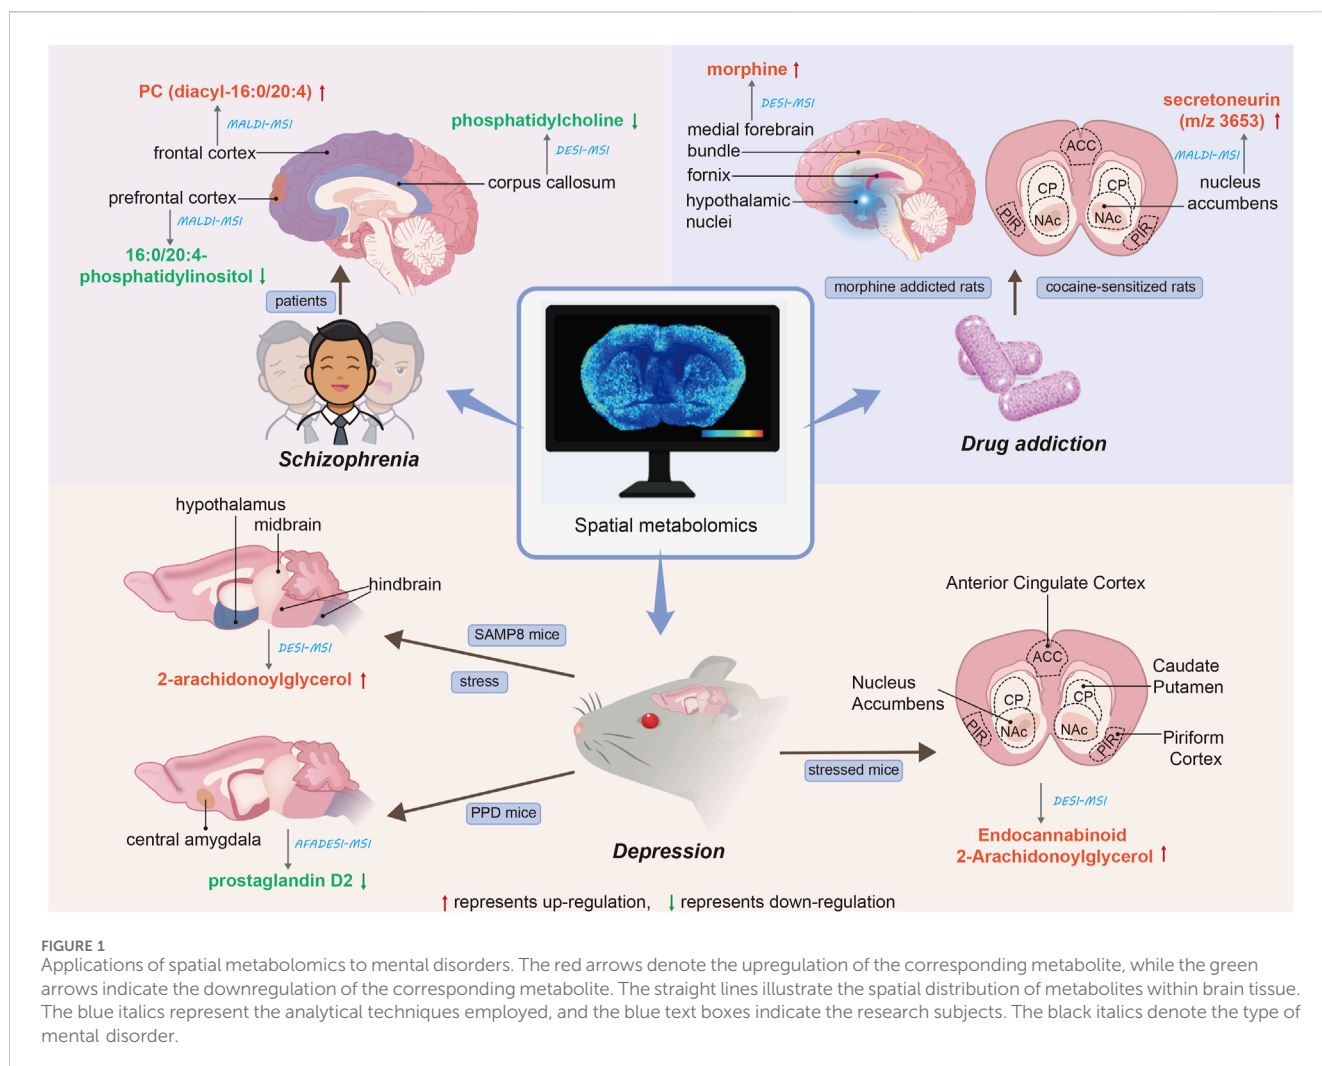 PC (diacyl-16:0/20:4) ↑
MALDI-MSI
frontal cortex
prefrontal cortex
MALDI-MSI
16:0/20:4-
phosphatidylinositol ↓
phosphatidylcholine ↓
DESI-MSI
corpus callosum
patients
Schizophrenia
morphine ↑
DESI-MSI
medial forebrain
bundle
fornix
hypothalamic
nuclei
secretoneurin
(m/z 3653) ↑
MALDI-MSI
nucleus
accumbens
ACC
CP
CP
NAc
NAc
PIR
PIR
morphine addicted rats
cocaine-sensitized rats
Drug addiction
Spatial metabolomics
hypothalamus
midbrain
hindbrain
DESI-MSI
2-arachidonoylglycerol ↑
SAMP8 mice
stress
central amygdala
AFADESI-MSI
prostaglandin D2 ↓
PPD mice
Depression
stressed mice
Anterior Cingulate Cortex
ACC
Nucleus
Accumbens
Caudate
Putamen
CP
CP
NAc
NAc
PIR
PIR
Piriform
Cortex
DESI-MSI
Endocannabinoid
2-Arachidonoylglycerol ↑
↑ represents up-regulation, ↓ represents down-regulation
FIGURE 1
Applications of spatial metabolomics to mental disorders. The red arrows denote the upregulation of the corresponding metabolite, while the green
arrows indicate the downregulation of the corresponding metabolite. The straight lines illustrate the spatial distribution of metabolites within brain tissue.
The blue italics represent the analytical techniques employed, and the blue text boxes indicate the research subjects. The black italics denote the type of
mental disorder.